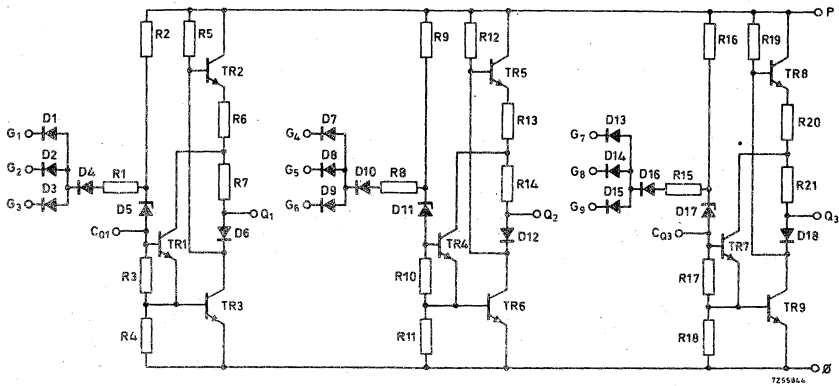 P
R2
R5
R9
R12
R16
R19
TR2
TR5
TR8
R6
R13
R20
D1
G1
D7
G4
D13
G7
D2
G2
D4
R1
D8
G5
D10
R8
D14
G8
D16
R15
D3
G3
D9
G6
D15
G9
R7
R14
R21
D5
D11
D17
Q1
Q2
Q3
CQ1
TR1
D6
TR4
D12
CQ3
TR7
D18
R3
R10
R17
TR3
TR6
TR9
R4
R11
R18
Ø
7Z55844